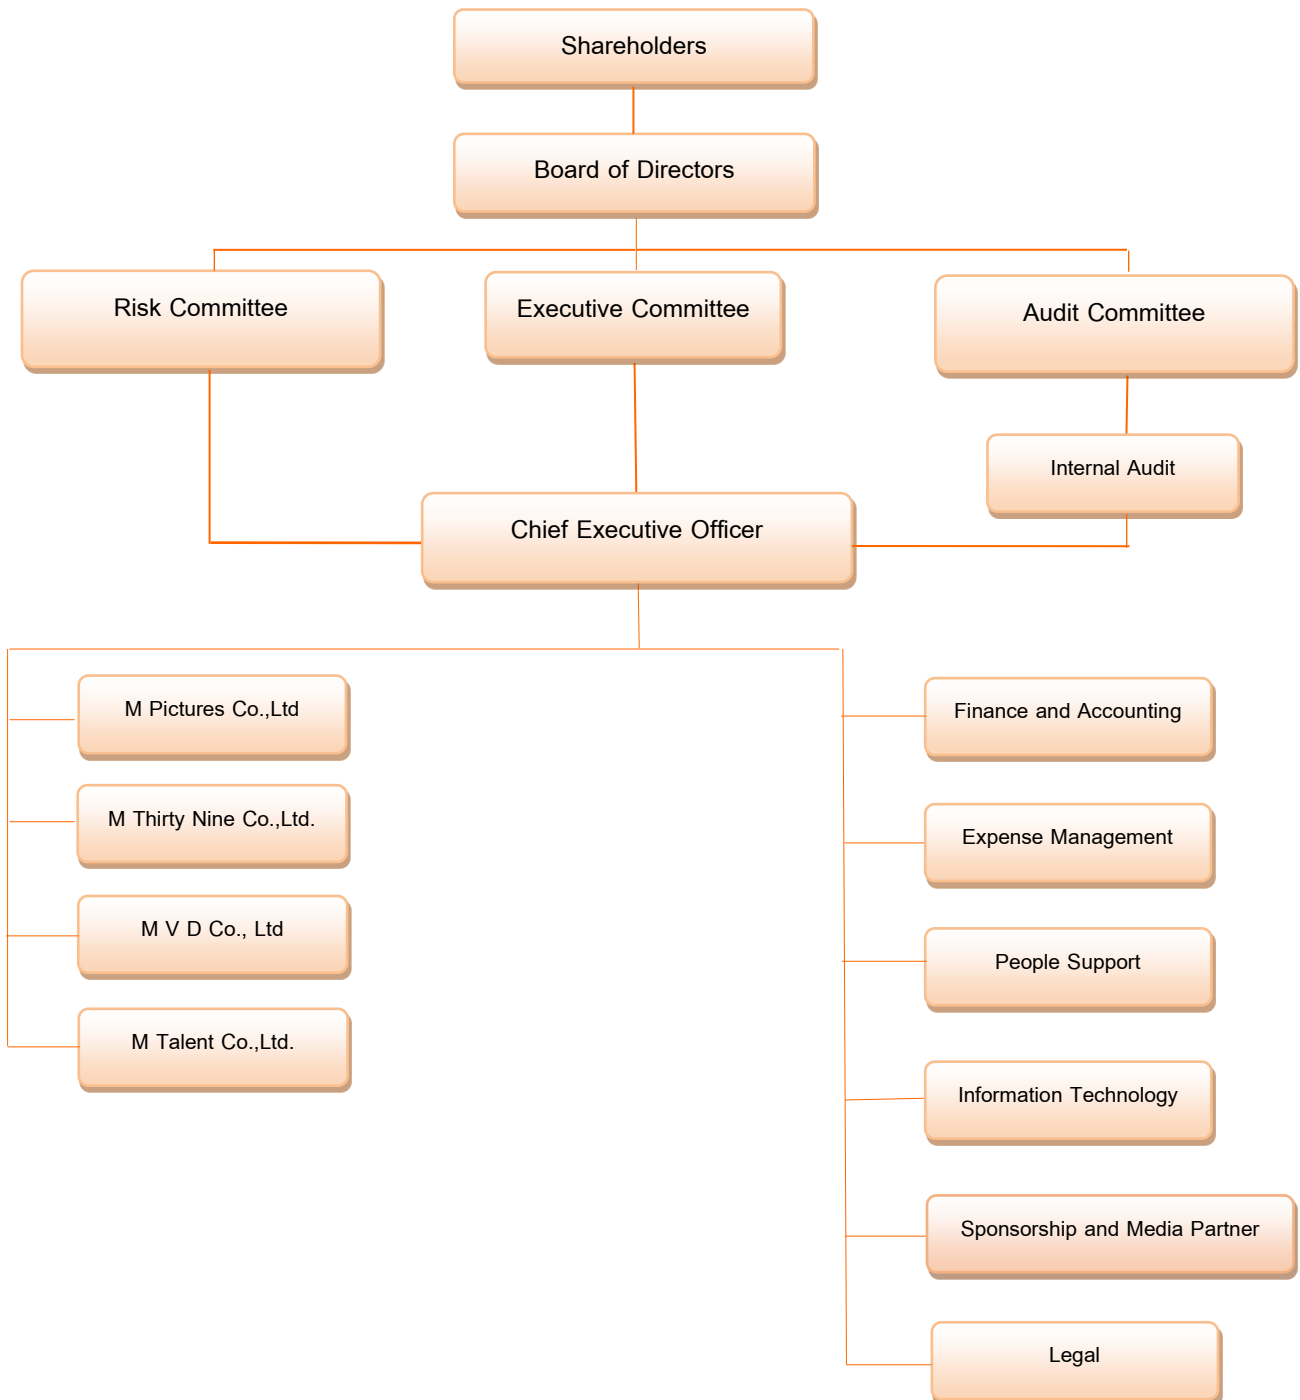 Shareholders
Board of Directors
Risk Committee
Executive Committee
Audit Committee
Internal Audit
Chief Executive Officer
M Pictures Co.,Ltd
M Thirty Nine Co.,Ltd.
M V D Co., Ltd
M Talent Co.,Ltd.
Finance and Accounting
Expense Management
People Support
Information Technology
Sponsorship and Media Partner
Legal